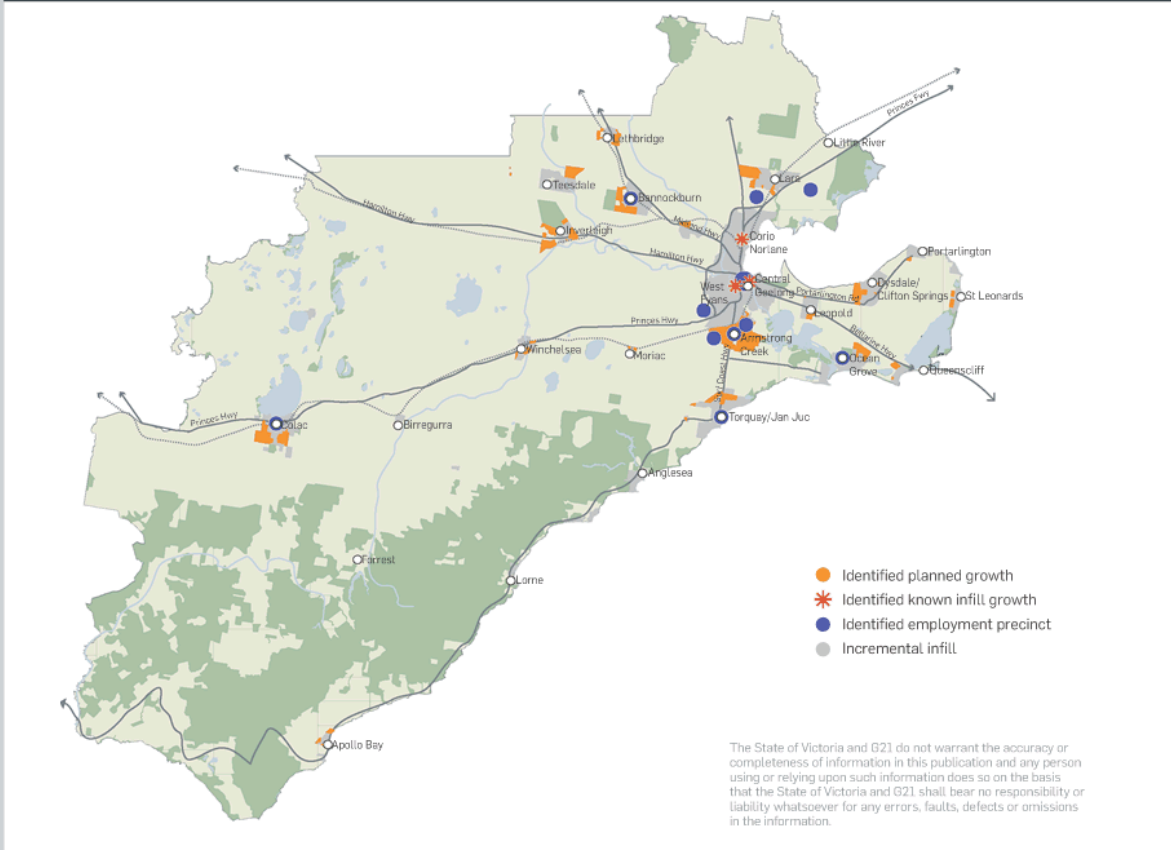 Princes Fwy
Little River
Lethbridge
Lara
Teesdale
Bannockburn
Hamilton Hwy
Inverleigh
Midland Hwy
Corio
Norlane
Hamilton Hwy
Portarlington
Central
Geelong
West
Evans
Portarlington Rd
Drysdale/
Clifton Springs
St Leonards
Leopold
Princes Hwy
Bellarine Hwy
Armstrong
Creek
Winchelsea
Moriac
Ocean
Grove
Queenscliff
Surf Coast Hwy
Princes Hwy
Colac
Birregurra
Torquay/Jan Juc
Anglesea
Forrest
Lorne
Apollo Bay
Identified planned growth
Identified known infill growth
Identified employment precinct
Incremental infill
The State of Victoria and G21 do not warrant the accuracy or
completeness of information in this publication and any person
using or relying upon such information does so on the basis
that the State of Victoria and G21 shall bear no responsibility or
liability whatsoever for any errors, faults, defects or omissions
in the information.